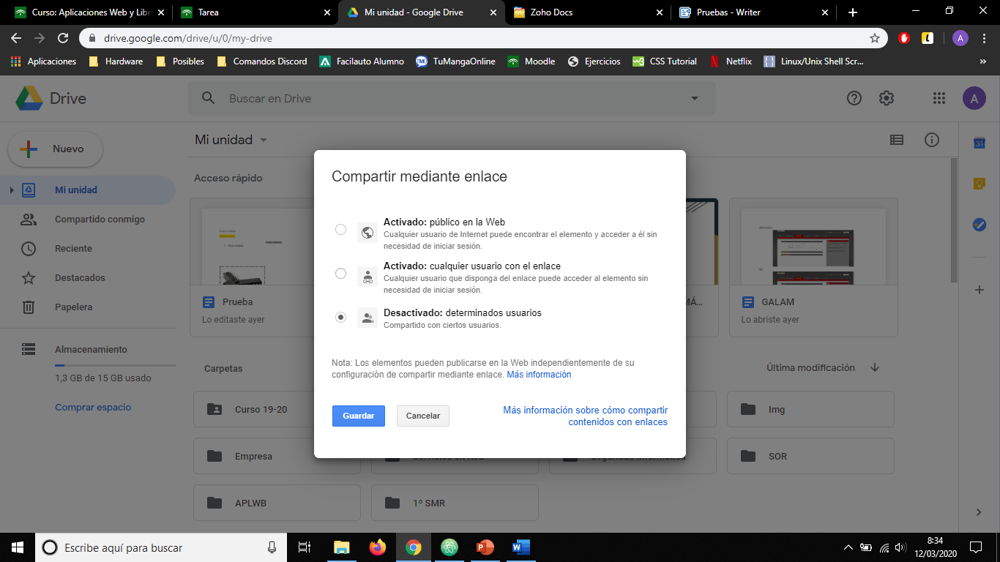 Curso: Aplicaciones Web y Libr
Tarea
Mi unidad - Google Drive
Zoho Docs
Pruebas - Writer
drive.google.com/drive/u/0/my-drive
A
Aplicaciones
Hardware
Posibles
Comandos Discord
Facilauto Alumno
TuMangaOnline
Moodle
Ejercicios
CSS Tutorial
Netflix
Linux/Unix Shell Scr...
Drive
Buscar en Drive
A
Nuevo
Mi unidad
Compartido conmigo
Reciente
Destacados
Papelera
Almacenamiento
1,3 GB de 15 GB usado
Comprar espacio
Mi unidad
31
Acceso rápido
Prueba
Lo editaste ayer
MÁ...
GALAM
Lo abriste ayer
Compartir mediante enlace
Activado: público en la Web
Cualquier usuario de Internet puede encontrar el elemento y acceder a él sin
necesidad de iniciar sesión.
Activado: cualquier usuario con el enlace
Cualquier usuario que disponga del enlace puede acceder al elemento sin
necesidad de iniciar sesión.
Desactivado: determinados usuarios
Compartido con ciertos usuarios.
Nota: Los elementos pueden publicarse en la Web independientemente de su
configuración de compartir mediante enlace. Más información
Guardar
Cancelar
Más información sobre cómo compartir
contenidos con enlaces
Carpetas
Última modificación
Curso 19-20
Img
Empresa
Servicios en Red
Seguridad Informática
SOR
APLWB
1º SMR
Escribe aquí para buscar
8:34
12/03/2020